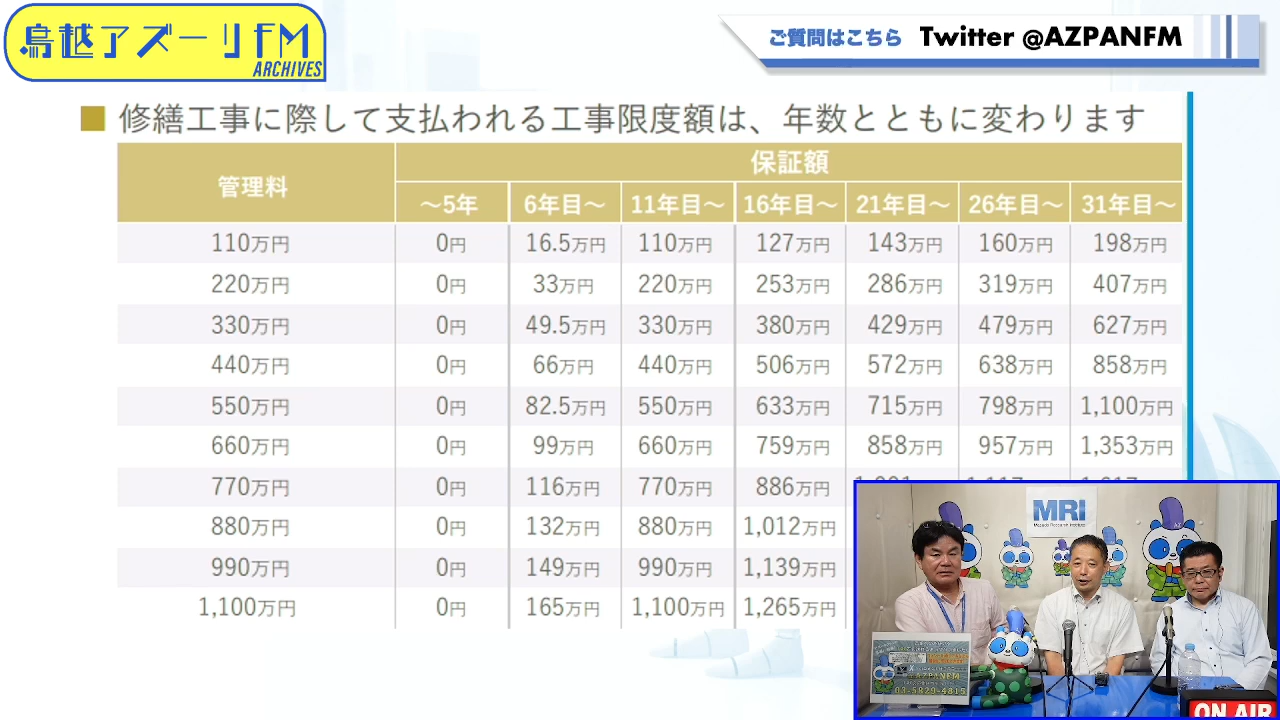 鳥越アズーリFM
ARCHIVES
ご質問はこちら Twitter @AZPANFM
■ 修繕工事に際して支払われる工事限度額は、年数とともに変わります
管理料 保証額
～5年 6年目～ 11年目～ 16年目～ 21年目～ 26年目～ 31年目～
110万円 0円 16.5万円 110万円 127万円 143万円 160万円 198万円
220万円 0円 33万円 220万円 253万円 286万円 319万円 407万円
330万円 0円 49.5万円 330万円 380万円 429万円 479万円 627万円
440万円 0円 66万円 440万円 506万円 572万円 638万円 858万円
550万円 0円 82.5万円 550万円 633万円 715万円 798万円 1,100万円
660万円 0円 99万円 660万円 759万円 858万円 957万円 1,353万円
770万円 0円 116万円 770万円 886万円
880万円 0円 132万円 880万円 1,012万円
990万円 0円 149万円 990万円 1,139万円
1,100万円 0円 165万円 1,100万円 1,265万円
MRI
AZPANFM
03-5829-4815
ON AIR